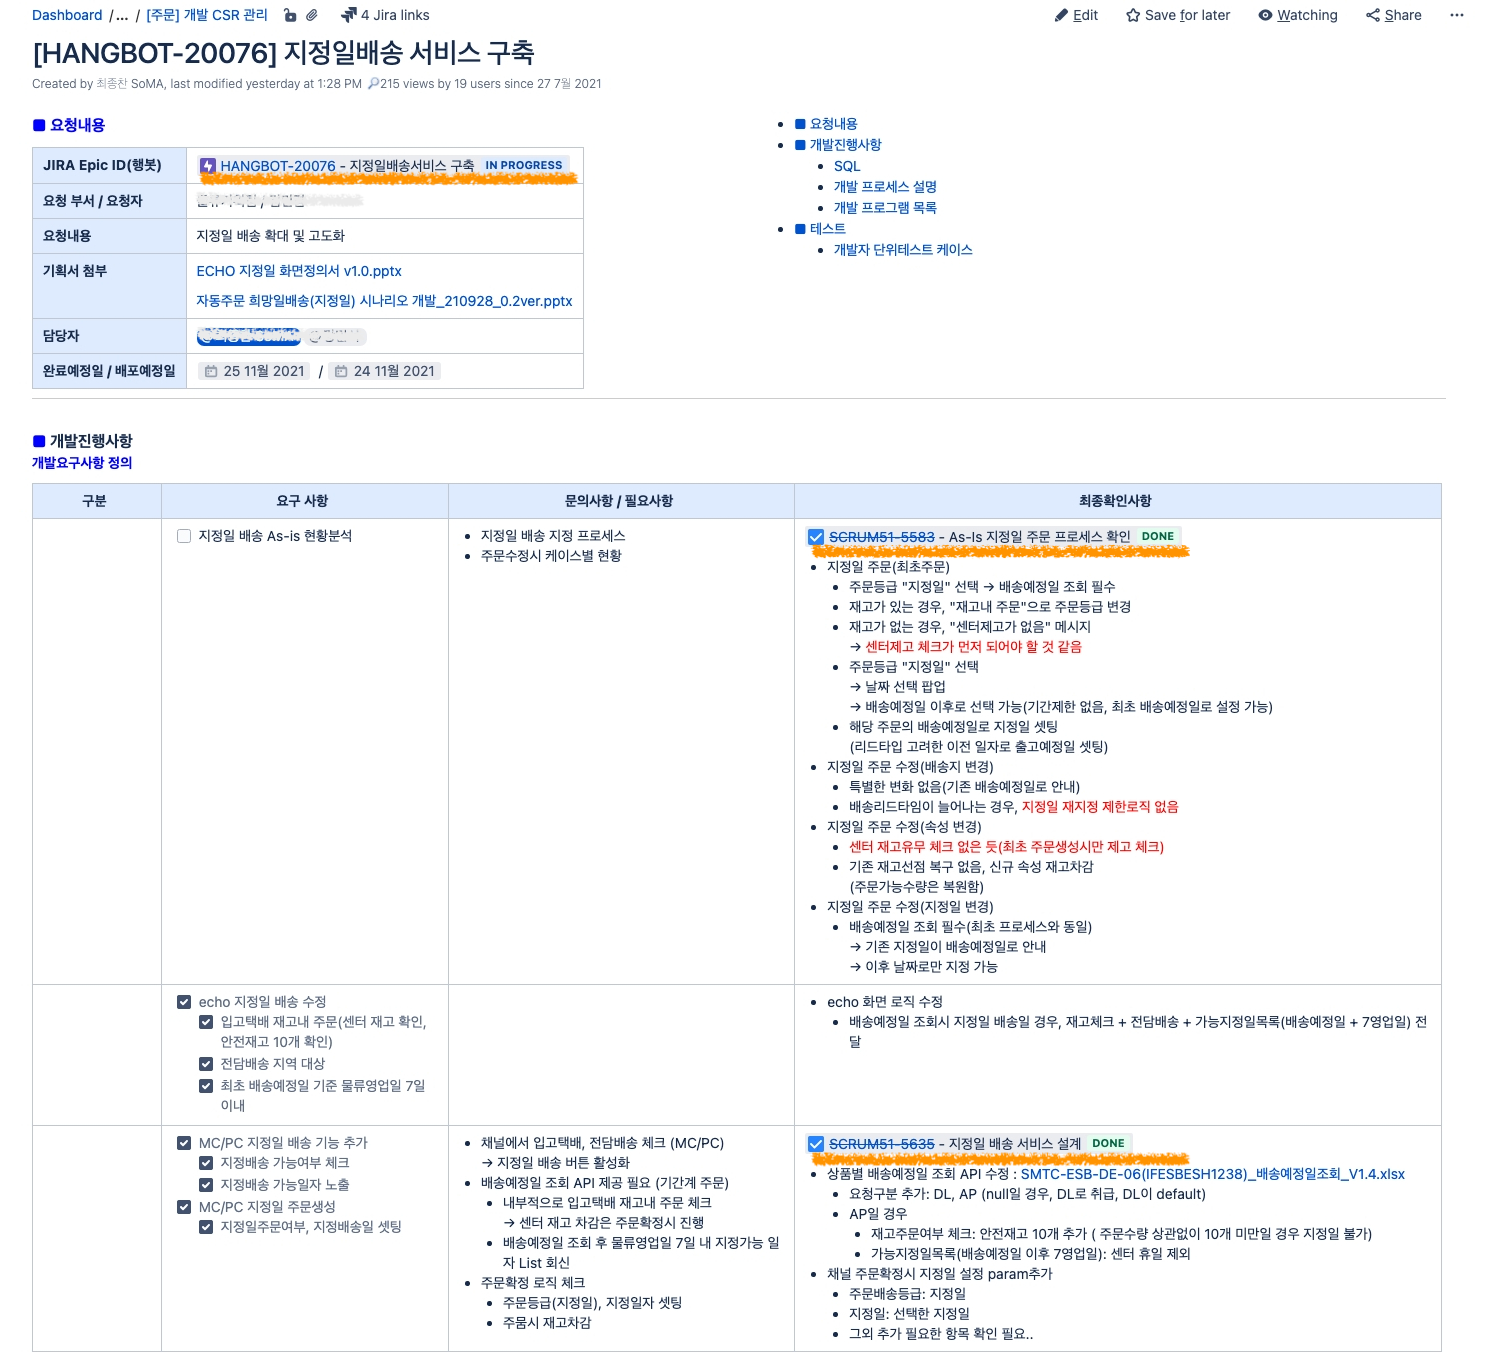 Dashboard / ... / [주문] 개발 CSR 관리 4 Jira links
Edit Save for later Watching Share ...
[HANGBOT-20076] 지정일배송 서비스 구축
Created by 최종찬 SoMA, last modified yesterday at 1:28 PM 215 views by 19 users since 27 7월 2021
요청내용
JIRA Epic ID(행봇) HANGBOT-20076 - 지정일배송서비스 구축 IN PROGRESS
요청 부서 / 요청자
요청내용 지정일 배송 확대 및 고도화
기획서 첨부 ECHO 지정일 화면정의서 v1.0.pptx
자동주문 희망일배송(지정일) 시나리오 개발_210928_0.2ver.pptx
담당자
완료예정일 / 배포예정일 25 11월 2021 / 24 11월 2021
요청내용
개발진행사항
SQL
개발 프로세스 설명
개발 프로그램 목록
테스트
개발자 단위테스트 케이스
개발진행사항
개발요구사항 정의
구분 요구 사항 문의사항 / 필요사항 최종확인사항
지정일 배송 As-is 현황분석
지정일 배송 지정 프로세스
주문수정시 케이스별 현황
SCRUM51-5583 - As-Is 지정일 주문 프로세스 확인 DONE
지정일 주문(최초주문)
주문등급 "지정일" 선택 → 배송예정일 조회 필수
재고가 있는 경우, "재고내 주문"으로 주문등급 변경
재고가 없는 경우, "센터제고가 없음" 메시지
→ 센터제고 체크가 먼저 되어야 할 것 같음
주문등급 "지정일" 선택
→ 날짜 선택 팝업
→ 배송예정일 이후로 선택 가능(기간제한 없음, 최초 배송예정일로 설정 가능)
해당 주문의 배송예정일로 지정일 셋팅
(리드타입 고려한 이전 일자로 출고예정일 셋팅)
지정일 주문 수정(배송지 변경)
특별한 변화 없음(기존 배송예정일로 안내)
배송리드타임이 늘어나는 경우, 지정일 재지정 제한로직 없음
지정일 주문 수정(속성 변경)
센터 재고유무 체크 없은 듯(최초 주문생성시만 제고 체크)
기존 재고선점 복구 없음, 신규 속성 재고차감
(주문가능수량은 복원함)
지정일 주문 수정(지정일 변경)
배송예정일 조회 필수(최초 프로세스와 동일)
→ 기존 지정일이 배송예정일로 안내
→ 이후 날짜로만 지정 가능
echo 지정일 배송 수정
입고택배 재고내 주문(센터 재고 확인,
안전재고 10개 확인)
전담배송 지역 대상
최초 배송예정일 기준 물류영업일 7일
이내
echo 화면 로직 수정
배송예정일 조회시 지정일 배송일 경우, 재고체크 + 전담배송 + 가능지정일목록(배송예정일 + 7영업일) 전
달
MC/PC 지정일 배송 기능 추가
지정배송 가능여부 체크
지정배송 가능일자 노출
MC/PC 지정일 주문생성
지정일주문여부, 지정배송일 셋팅
채널에서 입고택배, 전담배송 체크 (MC/PC)
→ 지정일 배송 버튼 활성화
배송예정일 조회 API 제공 필요 (기간계 주문)
내부적으로 입고택배 재고내 주문 체크
→ 센터 재고 차감은 주문확정시 진행
배송예정일 조회 후 물류영업일 7일 내 지정가능 일
자 List 회신
주문확정 로직 체크
주문등급(지정일), 지정일자 셋팅
주뭄시 재고차감
SCRUM51-5635 - 지정일 배송 서비스 설계 DONE
상품별 배송예정일 조회 API 수정 : SMTC-ESB-DE-06(IFESBESH1238)_배송예정일조회_V1.4.xlsx
요청구분 추가: DL, AP (null일 경우, DL로 취급, DL이 default)
AP일 경우
재고주문여부 체크: 안전재고 10개 추가 ( 주문수량 상관없이 10개 미만일 경우 지정일 불가)
가능지정일목록(배송예정일 이후 7영업일): 센터 휴일 제외
채널 주문확정시 지정일 설정 param추가
주문배송등급: 지정일
지정일: 선택한 지정일
그외 추가 필요한 항목 확인 필요..